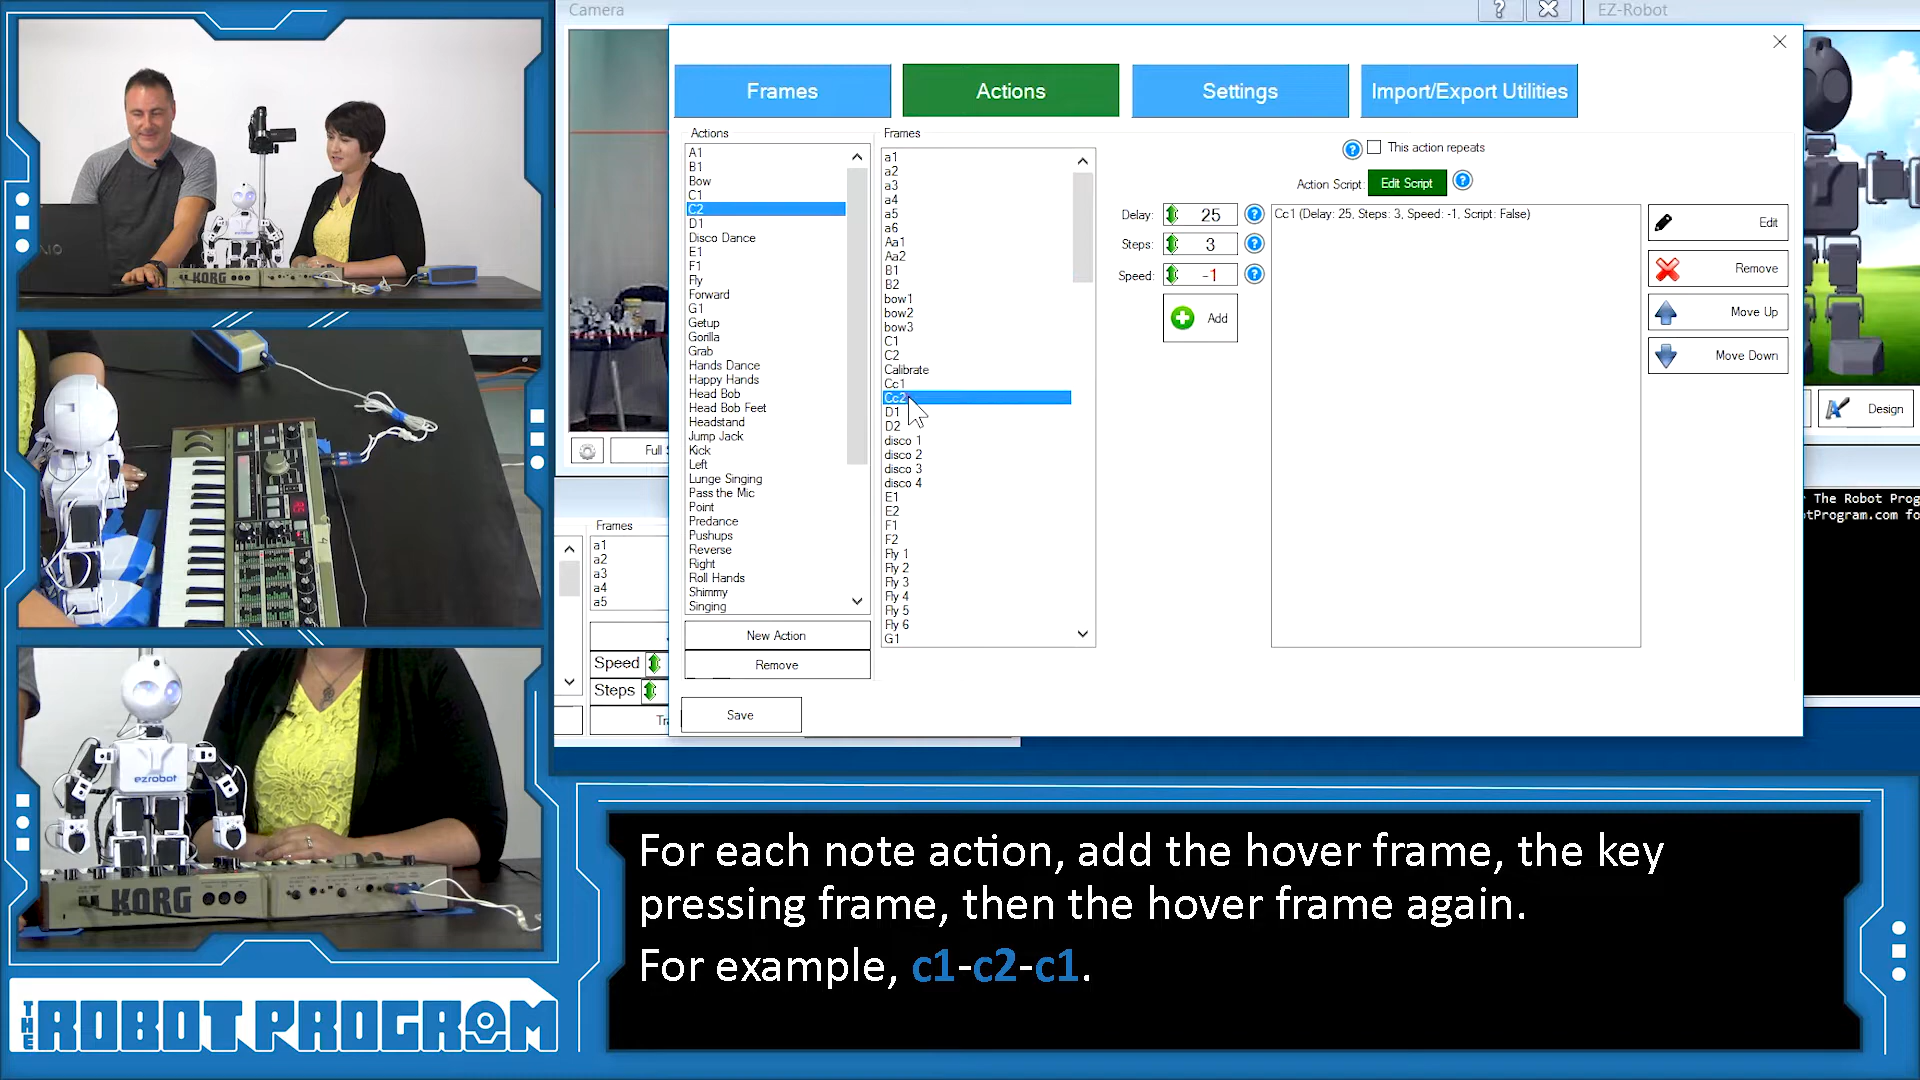 Camera
EZ-Robot
Frames
Actions
Settings
Import/Export Utilities
Actions
Frames
A1
B1
Bow
C1
C2
D1
Disco Dance
E1
F1
Fly
Forward
G1
Getup
Gorilla
Grab
Hands Dance
Happy Hands
Head Bob
Head Bob Feet
Headstand
Jump Jack
Kick
Left
Lunge Singing
Pass the Mic
Point
Predance
Pushups
Reverse
Right
Roll Hands
Shimmy
Singing
a1
a2
a3
a4
a5
a6
Aa1
Aa2
B1
B2
bow1
bow2
bow3
C1
C2
Calibrate
Cc1
Cc2
D1
D2
disco 1
disco 2
disco 3
disco 4
E1
E2
F1
F2
Fly 1
Fly 2
Fly 3
Fly 4
Fly 5
Fly 6
G1
This action repeats
Action Script: Edit Script
Delay: 25
Steps: 3
Speed: -1
Add
Cc1 (Delay: 25, Steps: 3, Speed: -1, Script: False)
Edit
Remove
Move Up
Move Down
New Action
Remove
Save
Full
Frames
a1
a2
a3
a4
a5
Speed
Steps
Design
The Robot Prog
tProgram.com fo
KORG
ezrobot
KORG
For each note action, add the hover frame, the key
pressing frame, then the hover frame again.
For example, c1-c2-c1.
THE ROBOT PROGRAM